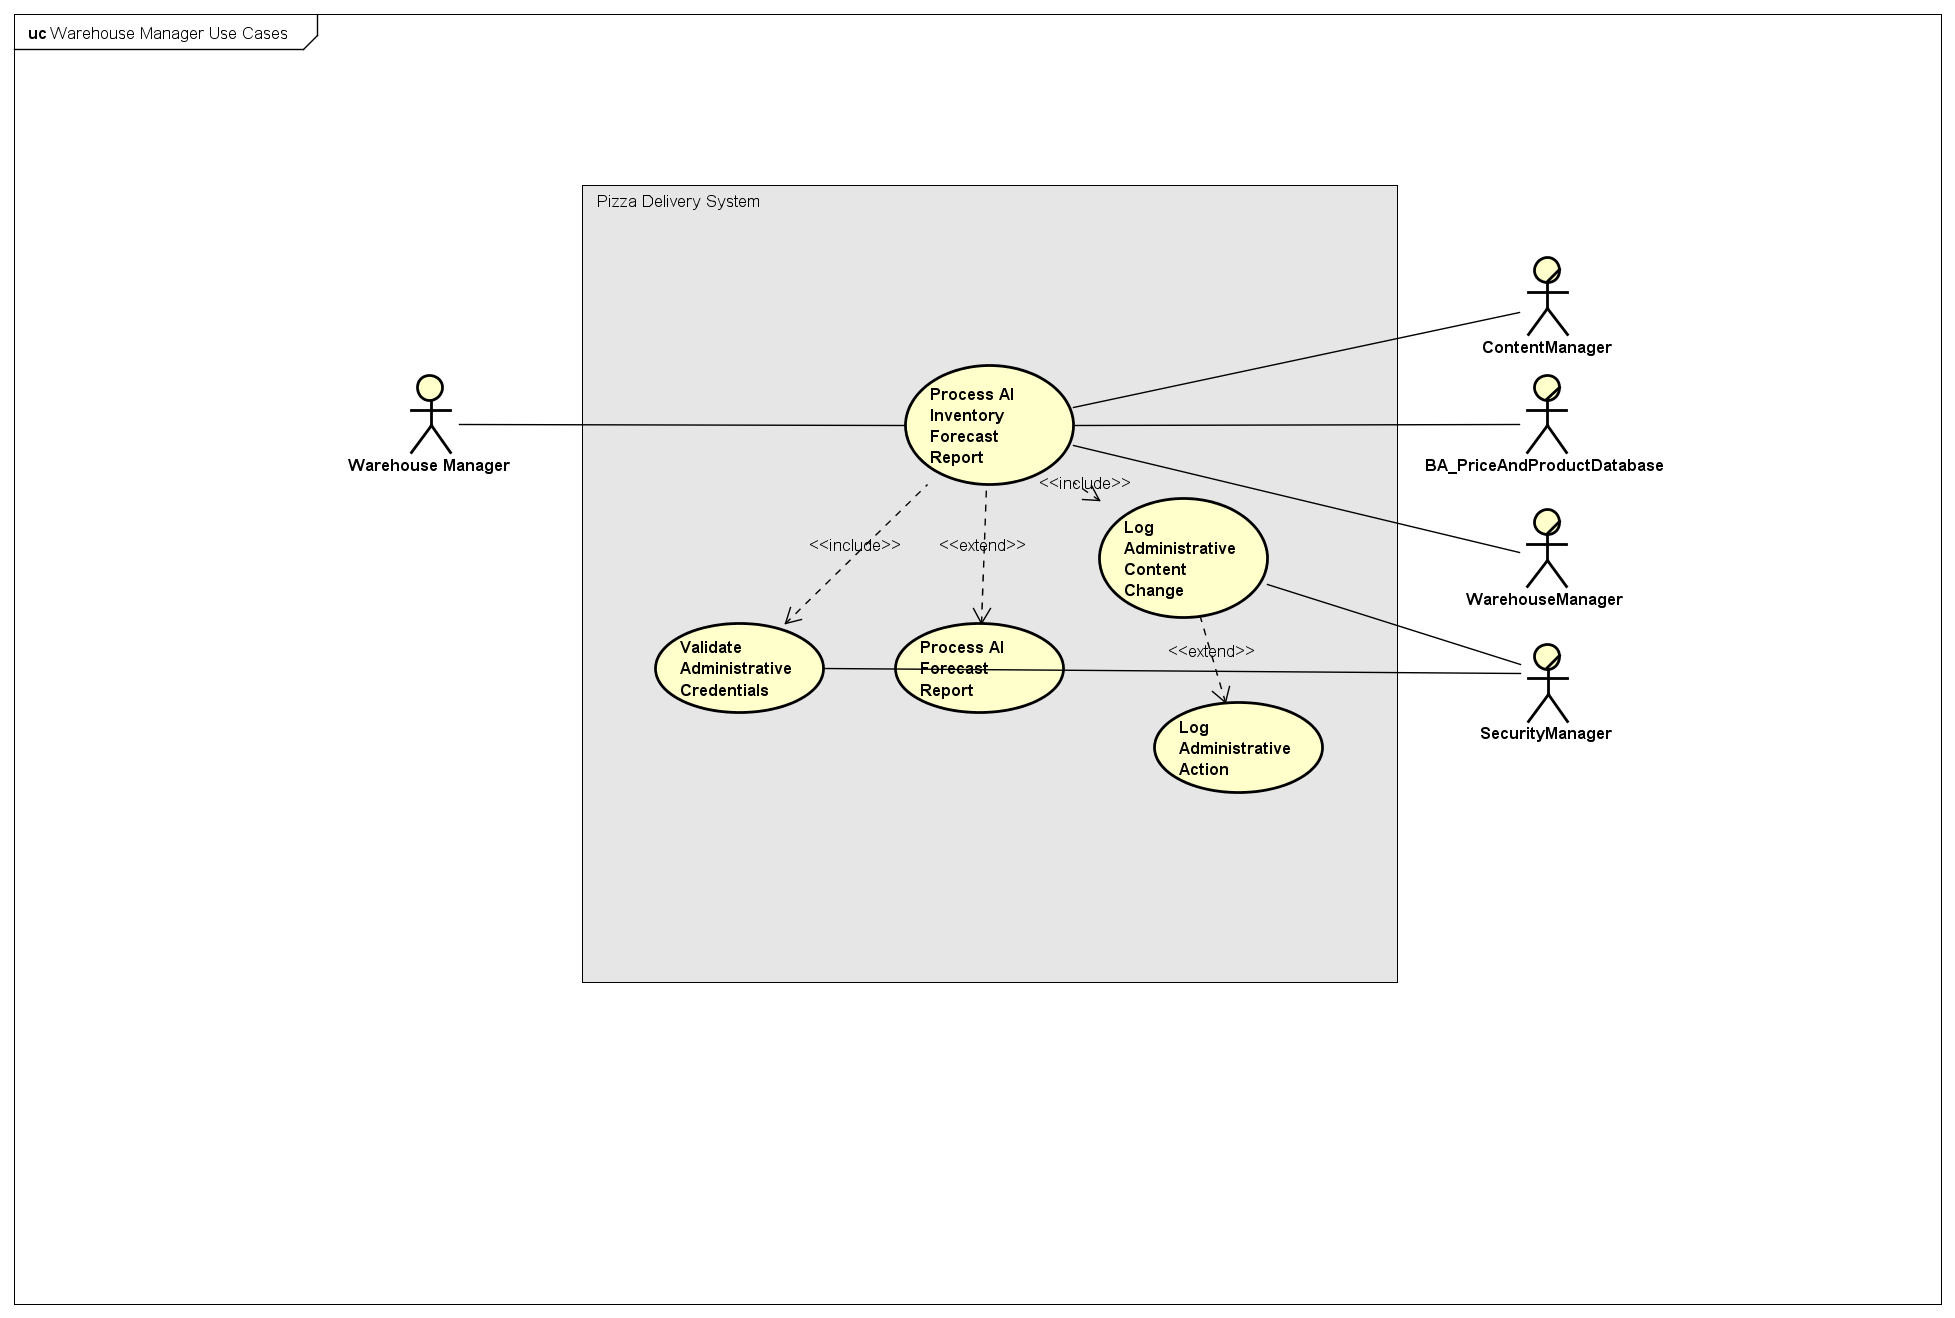 uc Warehouse Manager Use Cases
Pizza Delivery System
ContentManager
Process AI
Inventory
Forecast
Report
Warehouse Manager
BA_PriceAndProductDatabase
<<include>>
Log
Administrative
Content
Change
<<include>>
<<extend>>
WarehouseManager
Validate
Administrative
Credentials
Process AI
Forecast
Report
<<extend>>
Log
Administrative
Action
SecurityManager